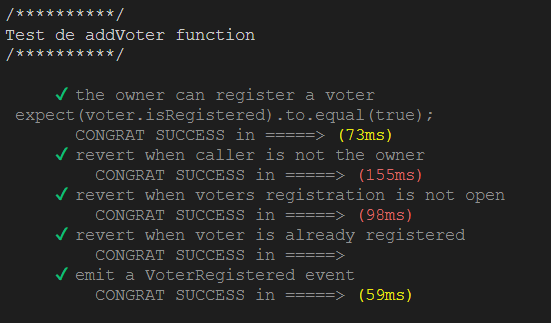 /**********/
Test de addVoter function
/**********/
✓ the owner can register a voter
expect(voter.isRegistered).to.equal(true);
CONGRAT SUCCESS in =====> (73ms)
✓ revert when caller is not the owner
CONGRAT SUCCESS in =====> (155ms)
✓ revert when voters registration is not open
CONGRAT SUCCESS in =====> (98ms)
✓ revert when voter is already registered
CONGRAT SUCCESS in =====>
✓ emit a VoterRegistered event
CONGRAT SUCCESS in =====> (59ms)